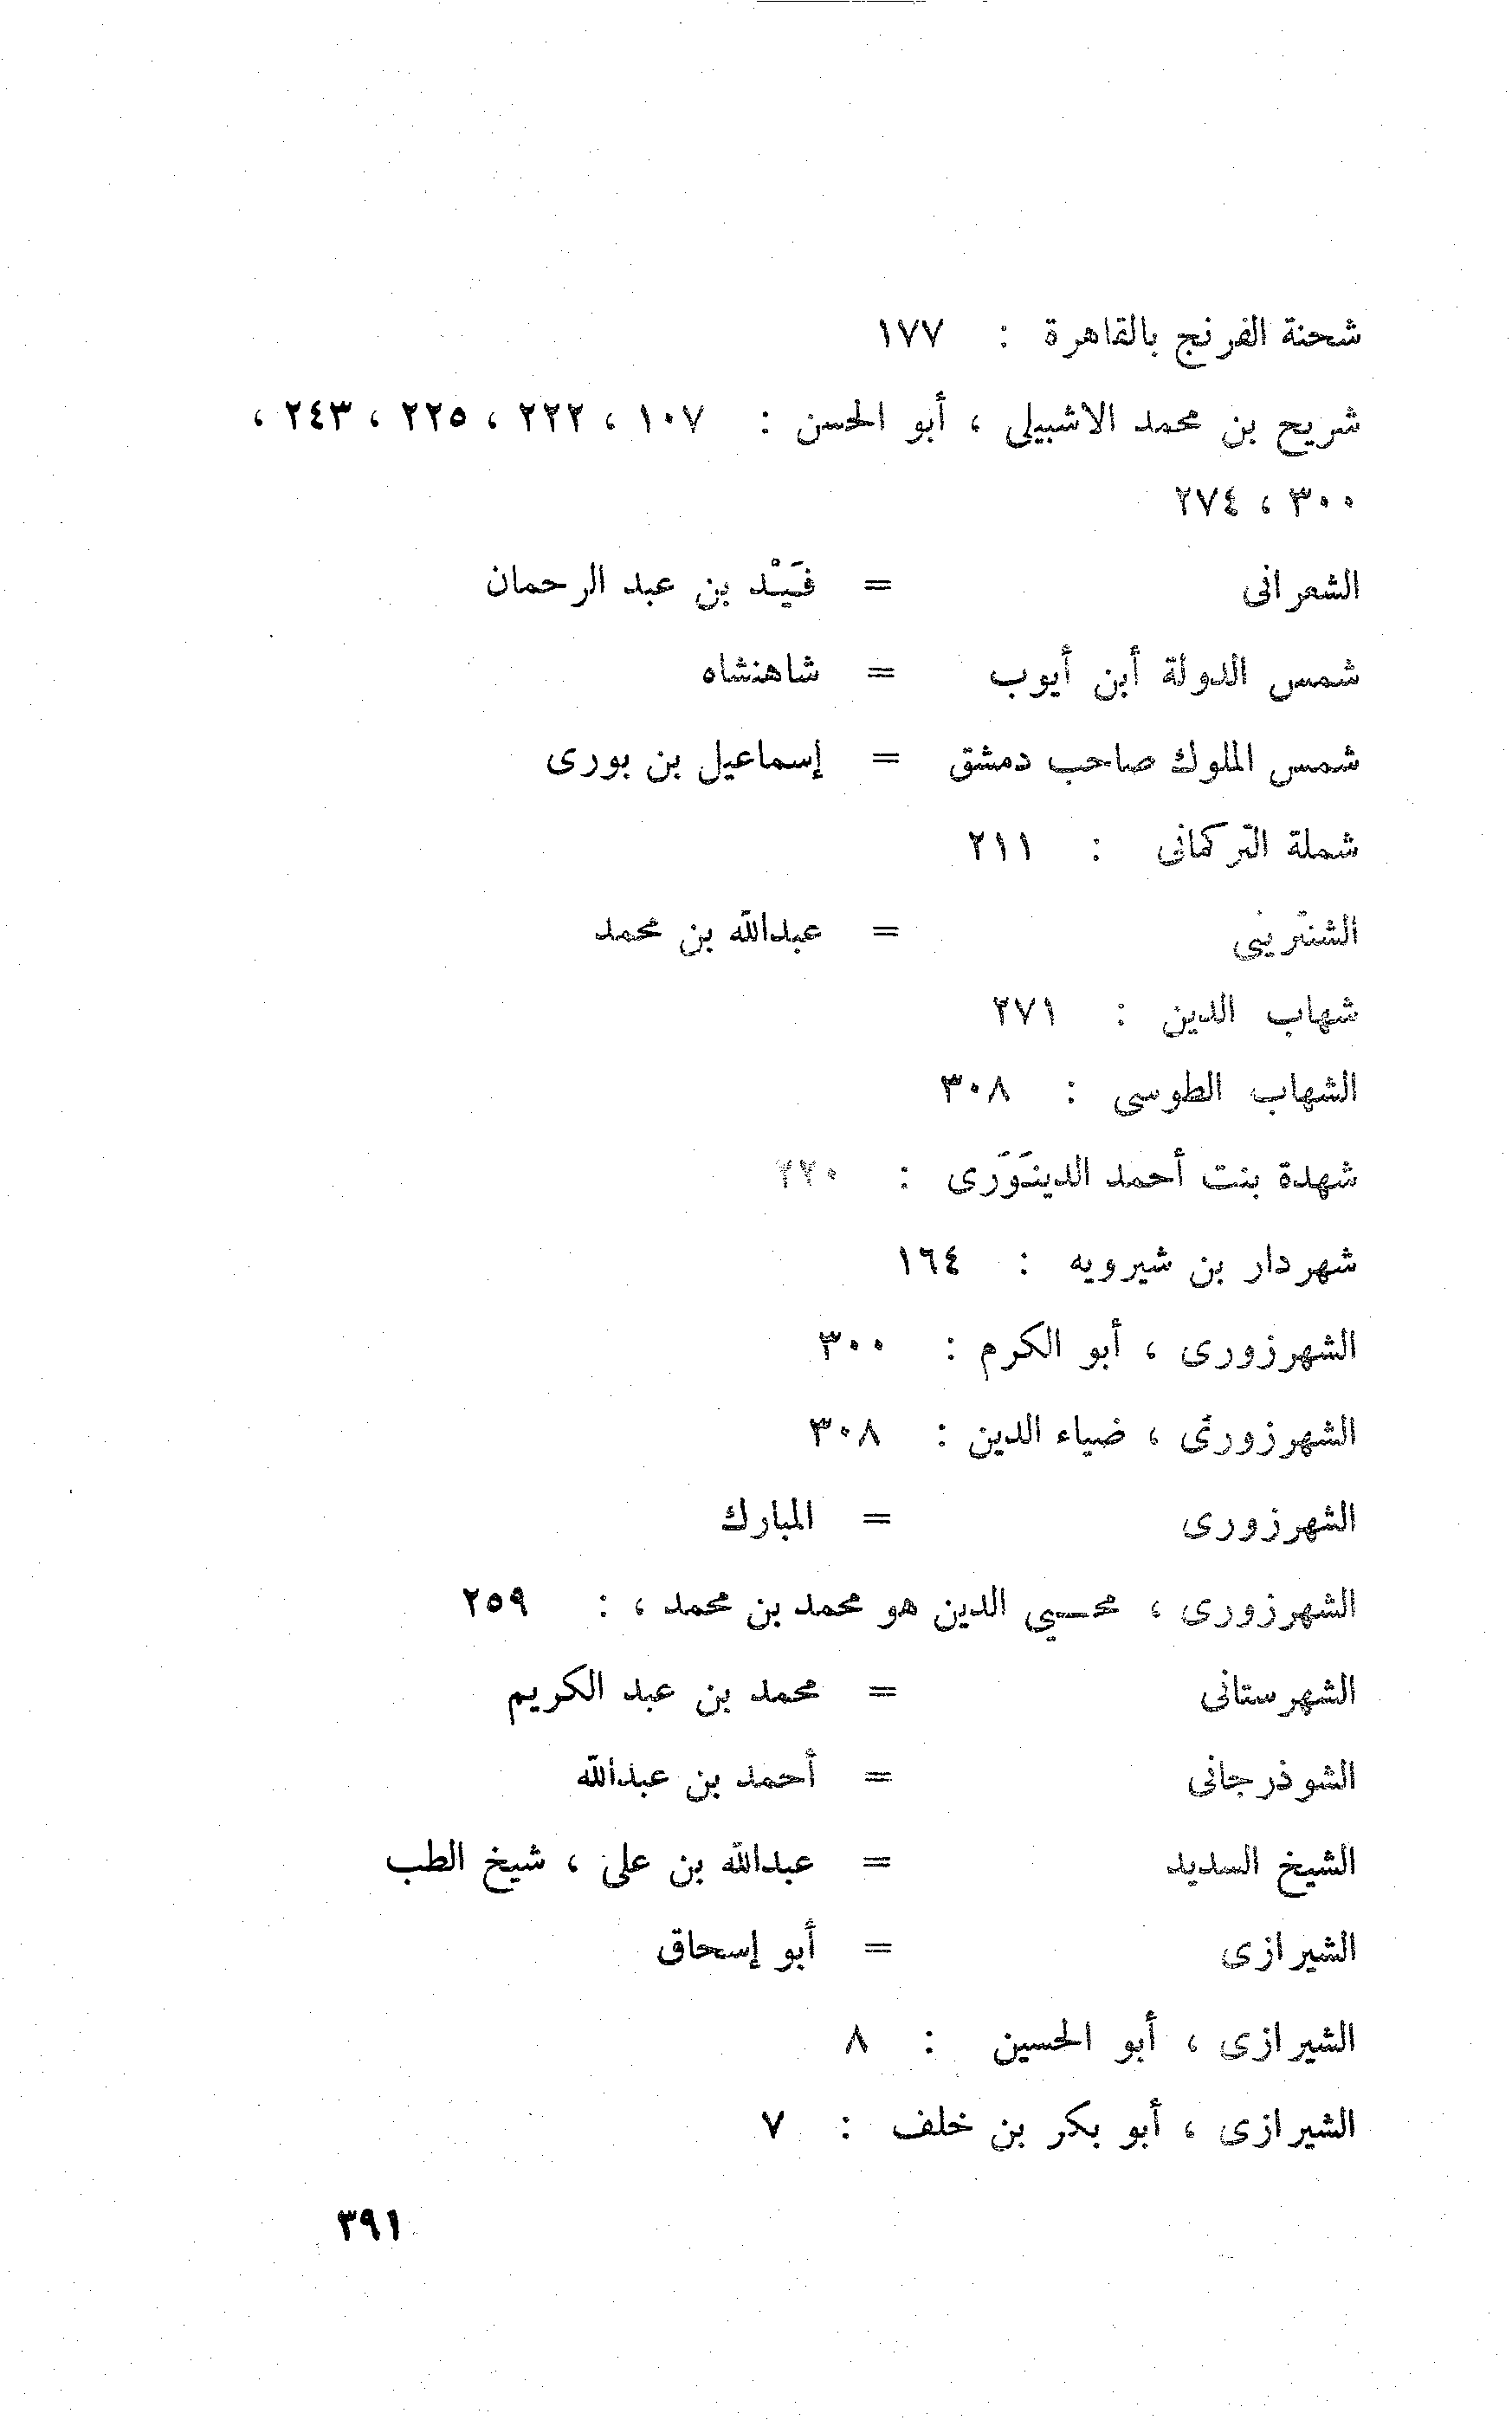 شحنة الفرنج بالقاهرة : ١٧٧
شريح بن محمد الاشبيلى ، أبو الحسن : ١٠٧ ، ٢٢٢ ، ٢٢٥ ، ٢٤٣ ،
٣٠٠ ، ٢٧٤
الشعرانى = فَيْد بن عبد الرحمان
شمس الدولة أبن أيوب = شاهنشاه
شمس الملوك صاحب دمشق = إسماعيل بن بورى
شملة التركمانى : ٢١١
الشنترينى = عبدالله بن محمد
شهاب الدين : ٢٧١
الشهاب الطوسى : ٣٠٨
شهدة بنت أحمد الدينَوَرى : ٢٢٠
شهردار بن شيرويه : ١٦٤
الشهرزورى ، أبو الكرم : ٣٠٠
الشهرزورى ، ضياء الدين : ٣٠٨
الشهرزورى = المبارك
الشهرزورى ، محـيي الدين هو محمد بن محمد ، : ٢٥٩
الشهرستانى = محمد بن عبد الكريم
الشوذرجانى = أحمد بن عبدالله
الشيخ السديد = عبدالله بن على ، شيخ الطب
الشيرازى = أبو إسحاق
الشيرازى ، أبو الحسين : ٨
الشيرازى ، أبو بكر بن خلف : ٧
٣٩١